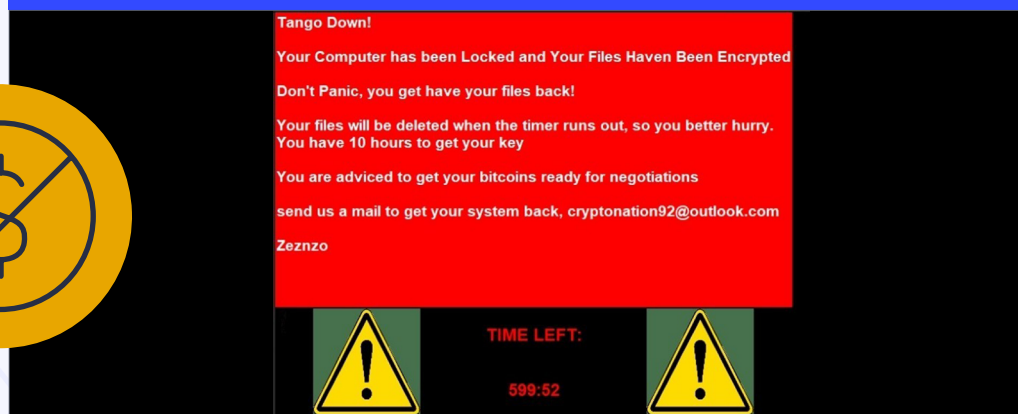 Tango Down!
Your Computer has been Locked and Your Files Haven Been Encrypted
Don't Panic, you get have your files back!
Your files will be deleted when the timer runs out, so you better hurry.
You have 10 hours to get your key
You are adviced to get your bitcoins ready for negotiations
send us a mail to get your system back, cryptonation92@outlook.com
Zeznzo
TIME LEFT:
599:52